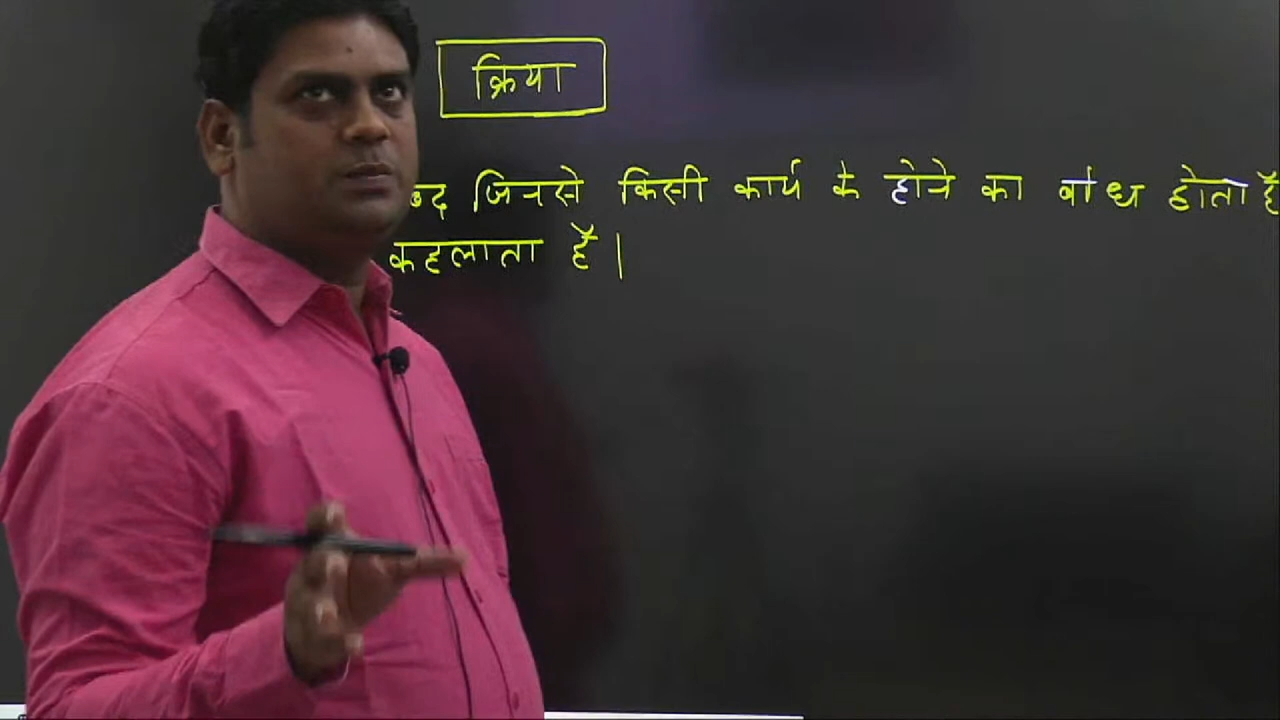 क्रिया
जिनसे किसी कार्य के होने का बोध होता है
कहलाता है |